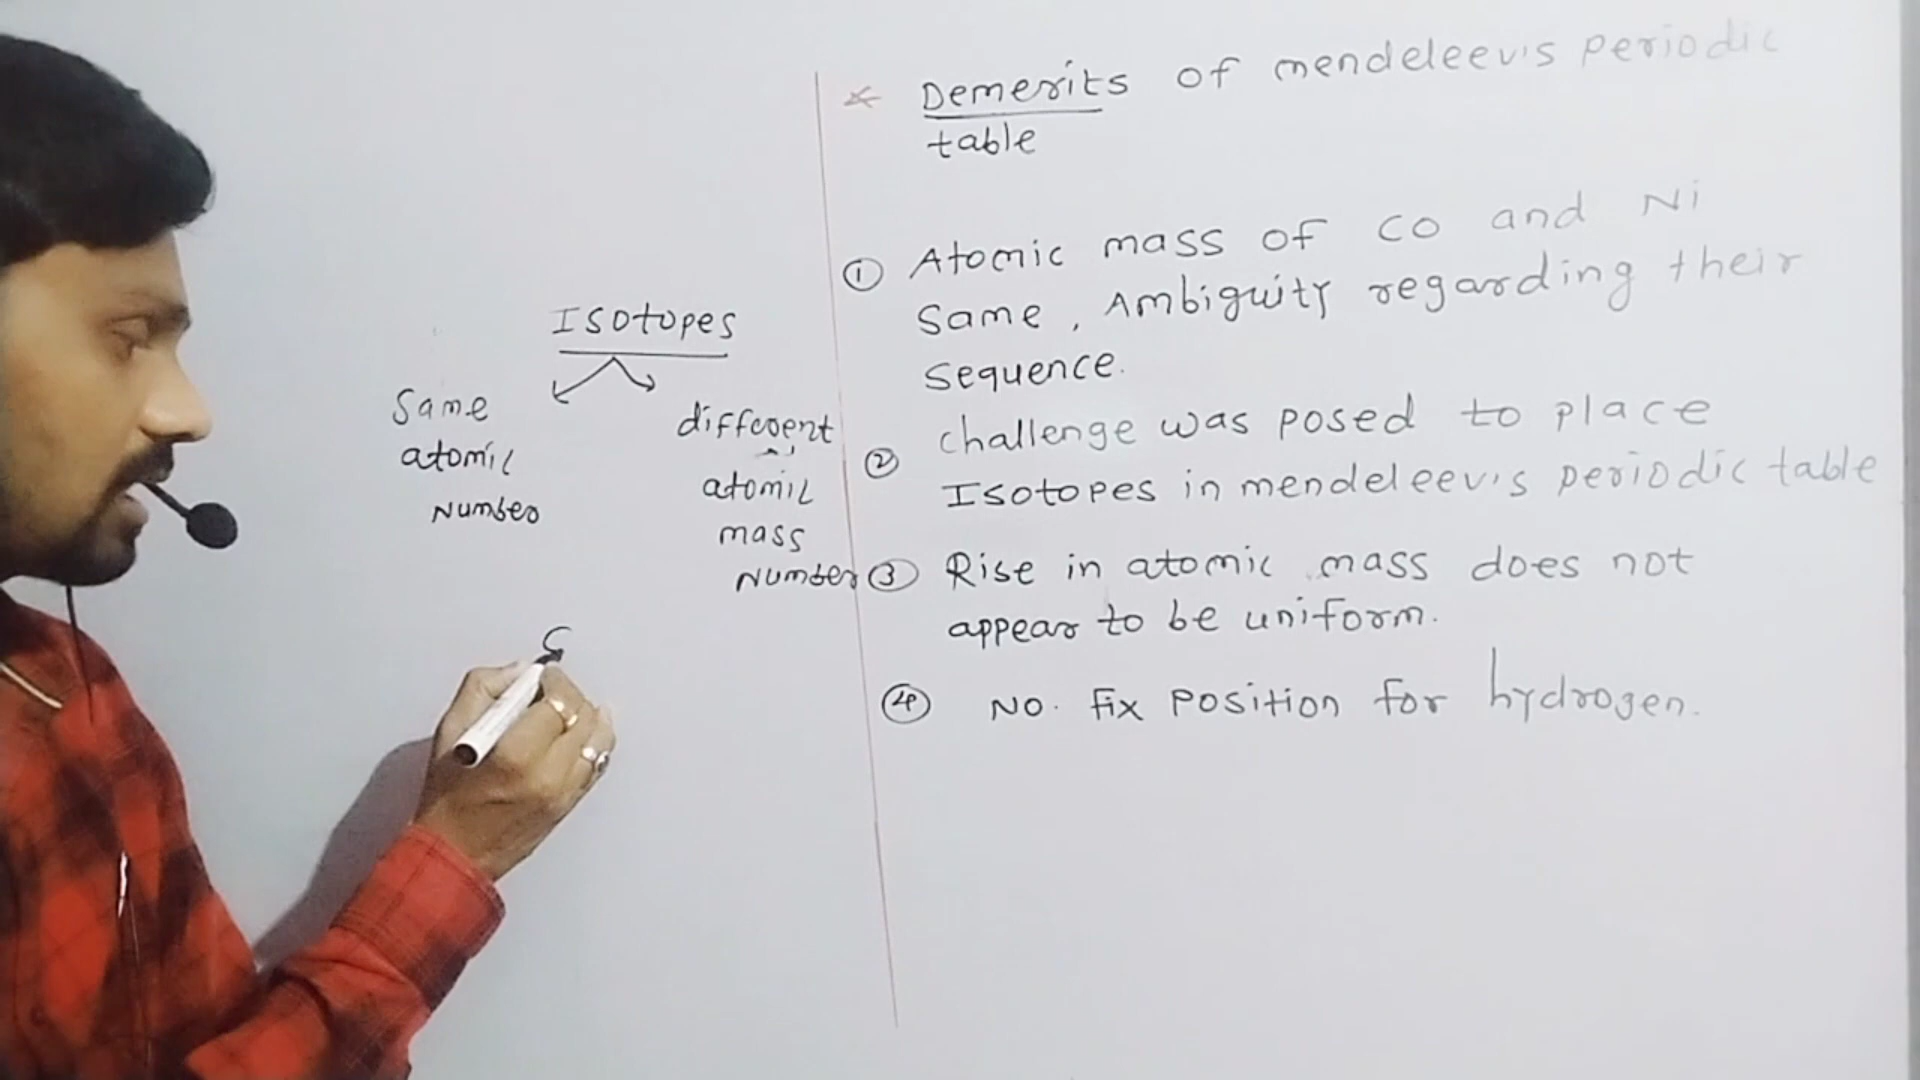 Isotopes
Same
atomic
Number
different
atomic
mass
Number
C
* Demerits of mendeleev's periodic
table
① Atomic mass of CO and Ni
Same, Ambiguity regarding their
Sequence.
② challenge was posed to place
Isotopes in mendeleev's periodic table
③ Rise in atomic mass does not
appear to be uniform.
④ NO. fix position for hydrogen.